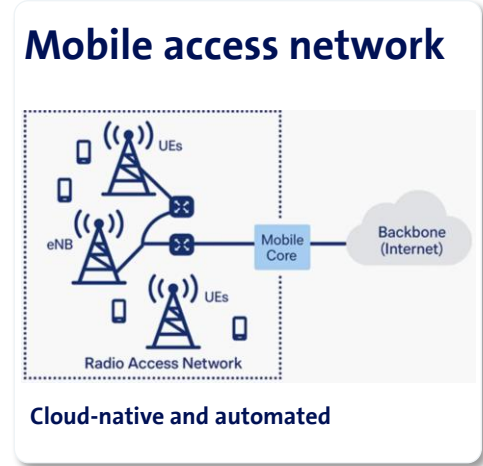 Mobile access network
UEs
eNB
Mobile
Core
Backbone
(Internet)
UEs
Radio Access Network
Cloud-native and automated